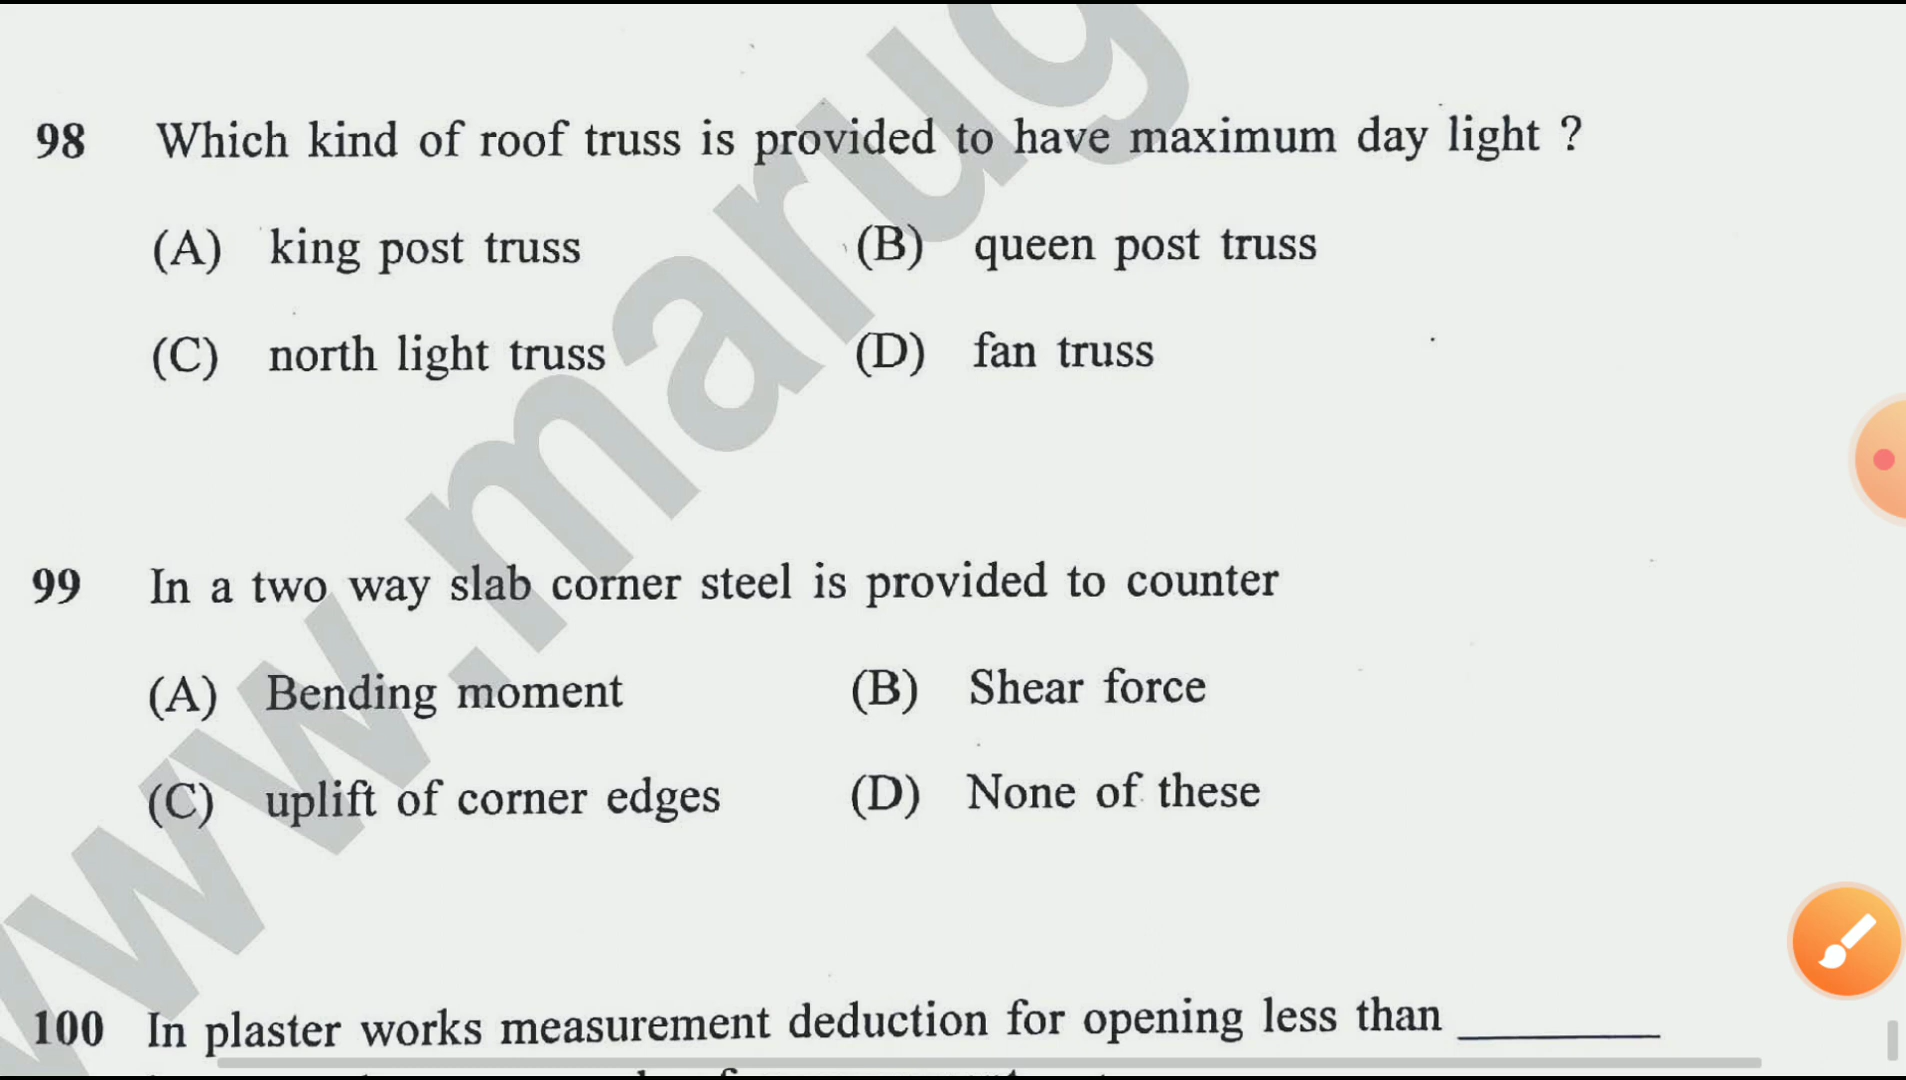 98 Which kind of roof truss is provided to have maximum day light ?
(A) king post truss (B) queen post truss
(C) north light truss (D) fan truss
99 In a two way slab corner steel is provided to counter
(A) Bending moment (B) Shear force
(C) uplift of corner edges (D) None of these
100 In plaster works measurement deduction for opening less than ________
www.marug